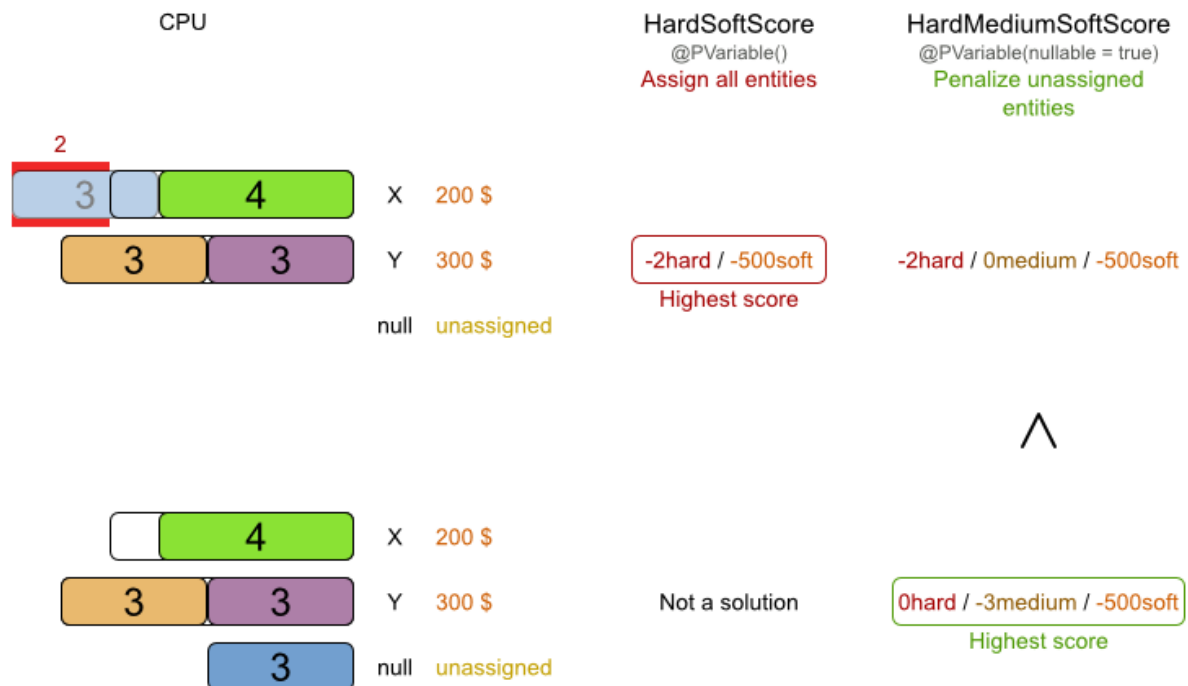 CPU
HardSoftScore
HardMediumSoftScore
@PVariable()
@PVariable(nullable = true)
Assign all entities
Penalize unassigned
entities
2
3 4 X 200 $
3 3 Y 300 $ -2hard / -500soft -2hard / 0medium / -500soft
Highest score
null unassigned
4 X 200 $
3 3 Y 300 $ Not a solution 0hard / -3medium / -500soft
Highest score
3 null unassigned